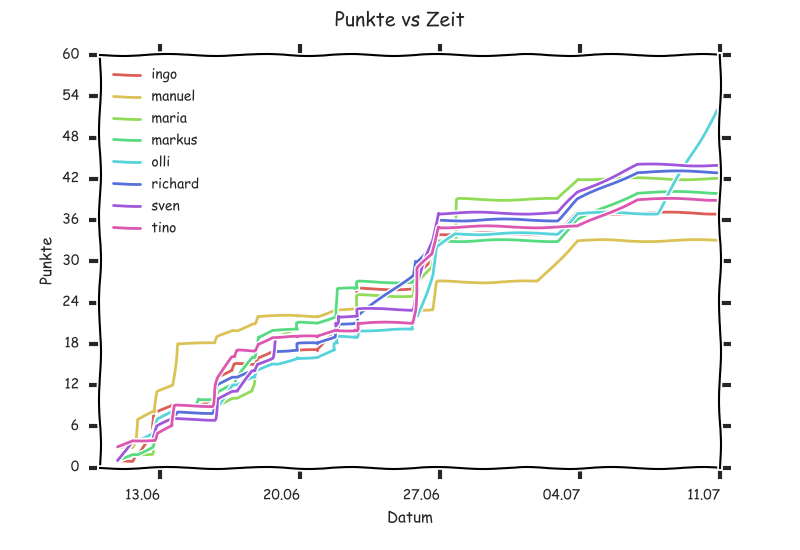 Punkte vs Zeit
60
54
48
42
36
30
24
18
12
6
0
Punkte
ingo
manuel
maria
markus
olli
richard
sven
tino
13.06 20.06 27.06 04.07 11.07
Datum